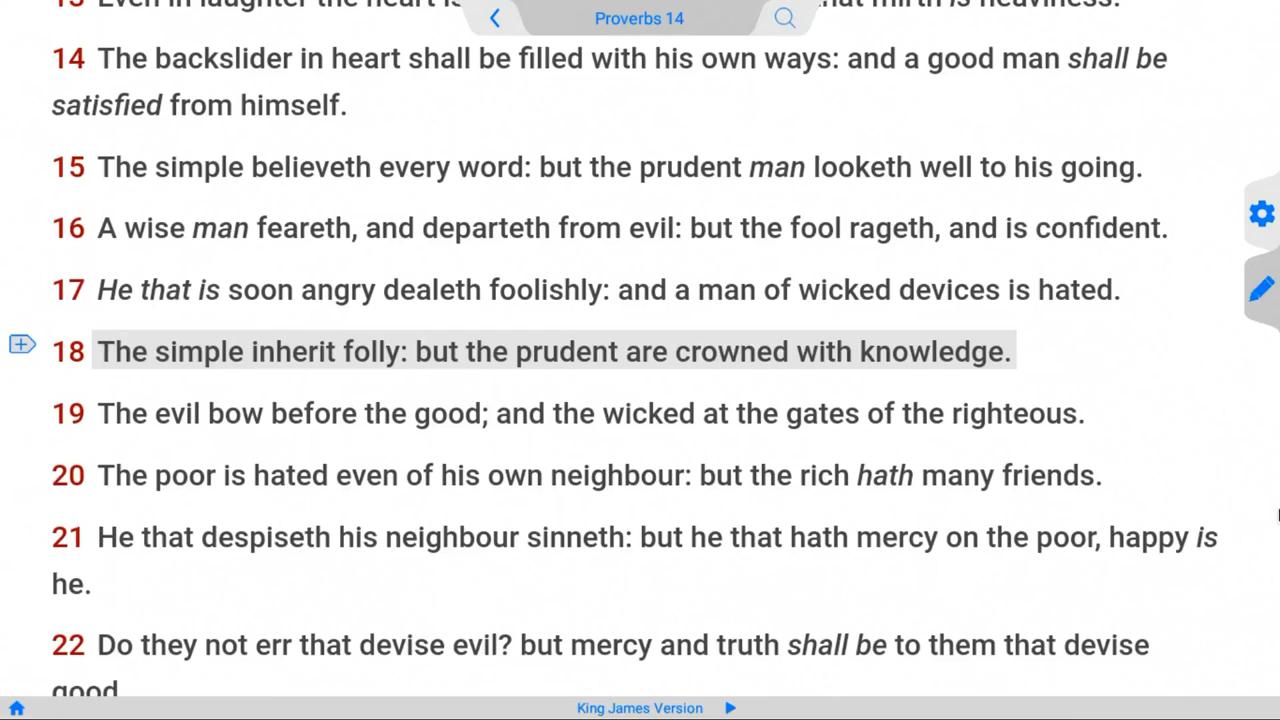 Proverbs 14
14 The backslider in heart shall be filled with his own ways: and a good man shall be
satisfied from himself.
15 The simple believeth every word: but the prudent man looketh well to his going.
16 A wise man feareth, and departeth from evil: but the fool rageth, and is confident.
17 He that is soon angry dealeth foolishly: and a man of wicked devices is hated.
18 The simple inherit folly: but the prudent are crowned with knowledge.
19 The evil bow before the good; and the wicked at the gates of the righteous.
20 The poor is hated even of his own neighbour: but the rich hath many friends.
21 He that despiseth his neighbour sinneth: but he that hath mercy on the poor, happy is
he.
22 Do they not err that devise evil? but mercy and truth shall be to them that devise
good
King James Version